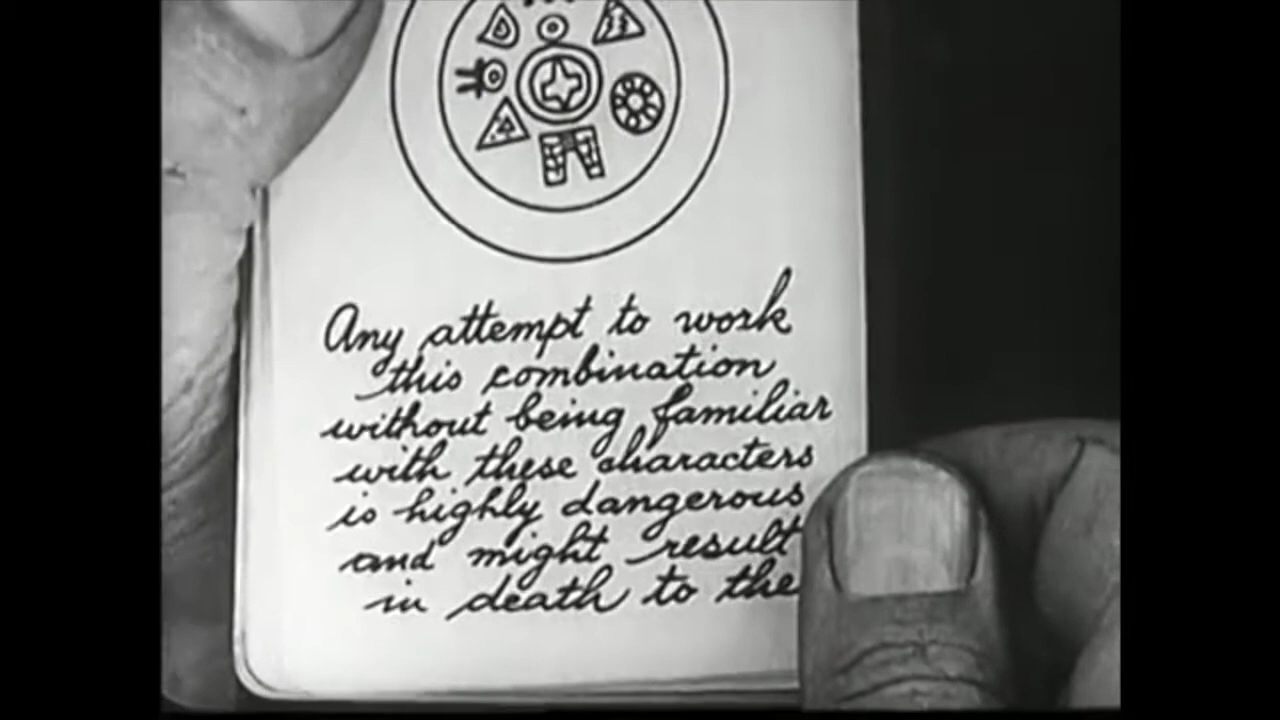 Any attempt to work
this combination
without being familiar
with these characters
is highly dangerous
and might result
in death to the